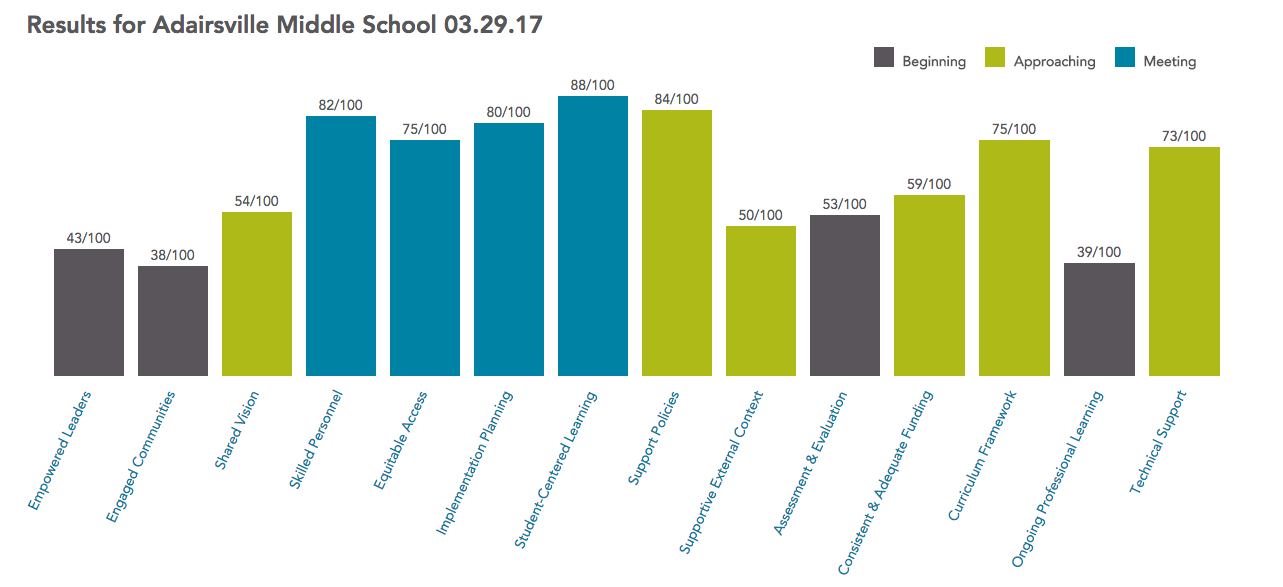 Results for Adairsville Middle School 03.29.17
Beginning
Approaching
Meeting
43/100
38/100
54/100
82/100
75/100
80/100
88/100
84/100
50/100
53/100
59/100
75/100
39/100
73/100
Empowered Leaders
Engaged Communities
Shared Vision
Skilled Personnel
Equitable Access
Implementation Planning
Student-Centered Learning
Support Policies
Supportive External Context
Assessment & Evaluation
Consistent & Adequate Funding
Curriculum Framework
Ongoing Professional Learning
Technical Support